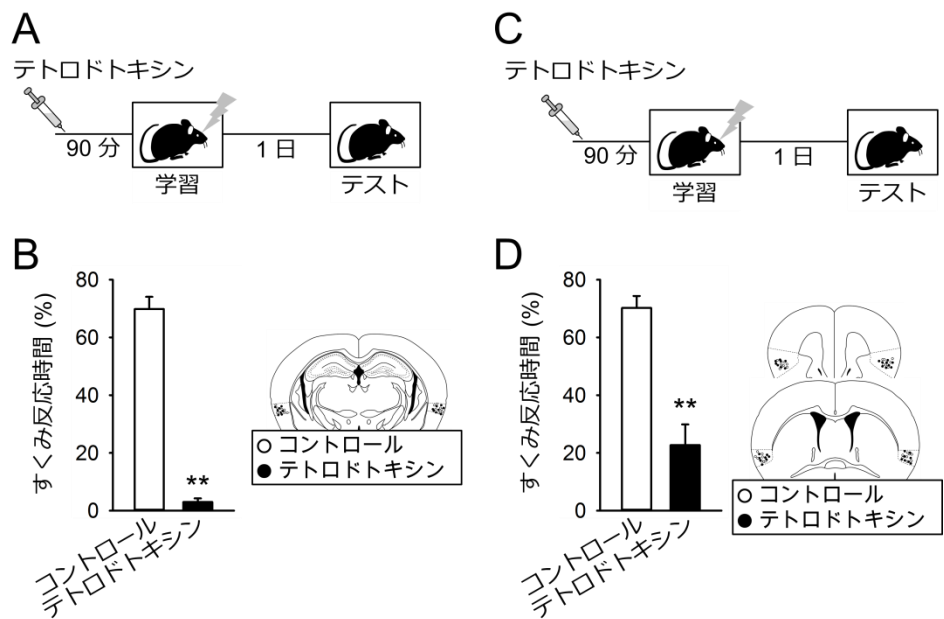 A
テトロドトキシン
90 分
1 日
学習
テスト
B
すくみ反応時間 (%)
80
60
40
20
0
**
コントロール
テトロドトキシン
コントロール
テトロドトキシン
C
テトロドトキシン
90 分
1 日
学習
テスト
D
すくみ反応時間 (%)
80
60
40
20
0
**
コントロール
テトロドトキシン
コントロール
テトロドトキシン